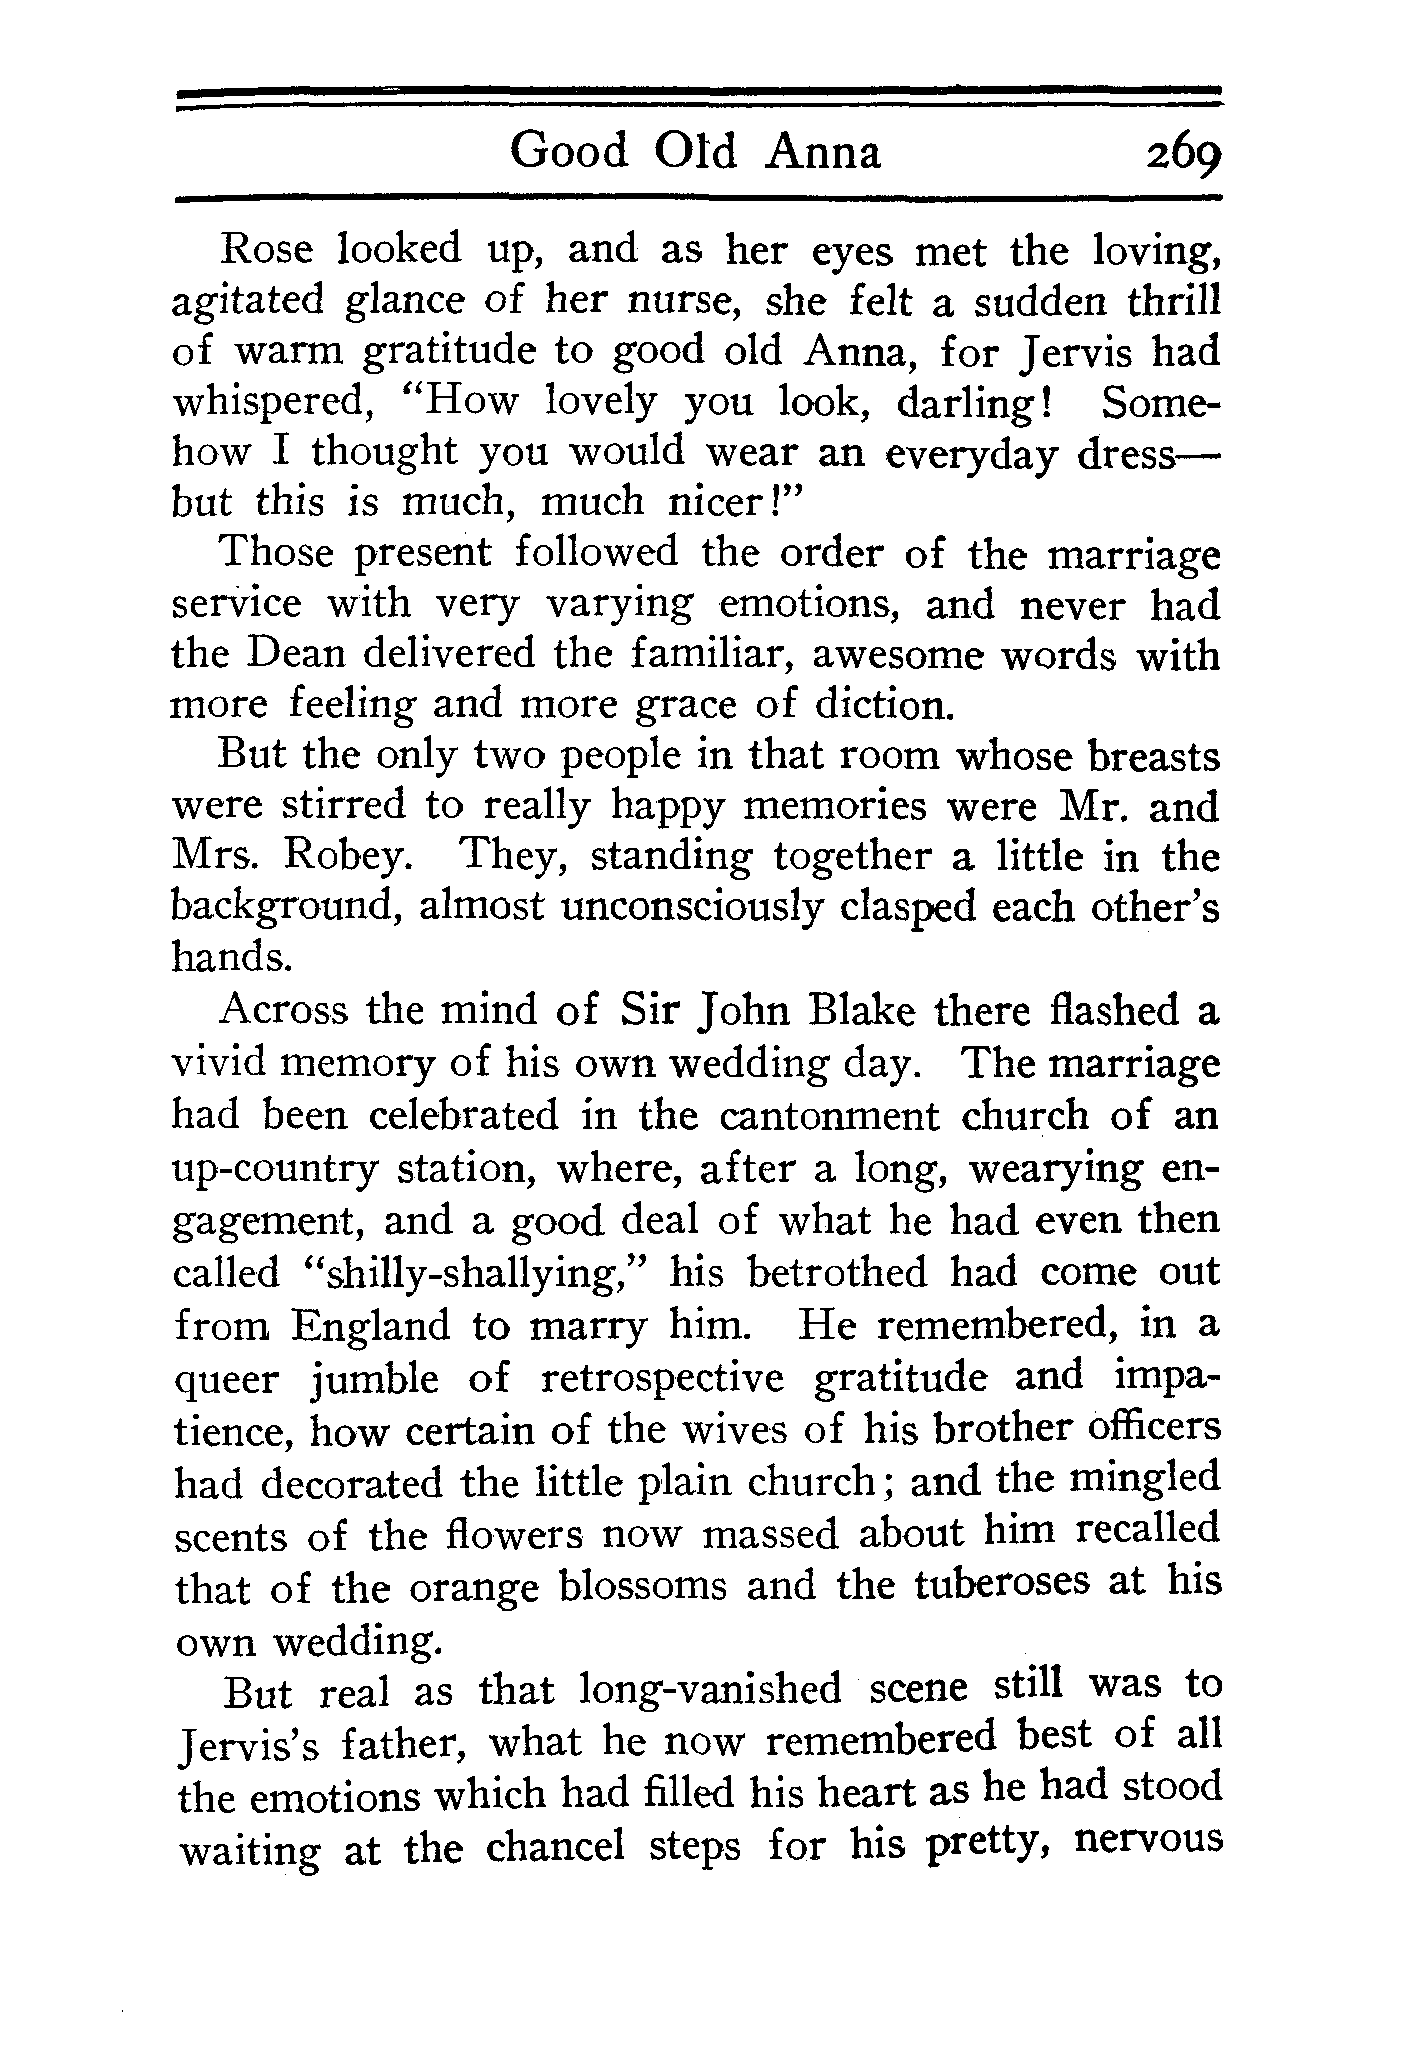 Good Old Anna 269
Rose looked up, and as her eyes met the loving,
agitated glance of her nurse, she felt a sudden thrill
of warm gratitude to good old Anna, for Jervis had
whispered, "How lovely you look, darling! Some-
how I thought you would wear an everyday dress—
but this is much, much nicer!"
Those present followed the order of the marriage
service with very varying emotions, and never had
the Dean delivered the familiar, awesome words with
more feeling and more grace of diction.
But the only two people in that room whose breasts
were stirred to really happy memories were Mr. and
Mrs. Robey. They, standing together a little in the
background, almost unconsciously clasped each other's
hands.
Across the mind of Sir John Blake there flashed a
vivid memory of his own wedding day. The marriage
had been celebrated in the cantonment church of an
up-country station, where, after a long, wearying en-
gagement, and a good deal of what he had even then
called "shilly-shallying," his betrothed had come out
from England to marry him. He remembered, in a
queer jumble of retrospective gratitude and impa-
tience, how certain of the wives of his brother officers
had decorated the little plain church; and the mingled
scents of the flowers now massed about him recalled
that of the orange blossoms and the tuberoses at his
own wedding.
But real as that long-vanished scene still was to
Jervis's father, what he now remembered best of all
the emotions which had filled his heart as he had stood
waiting at the chancel steps for his pretty, nervous